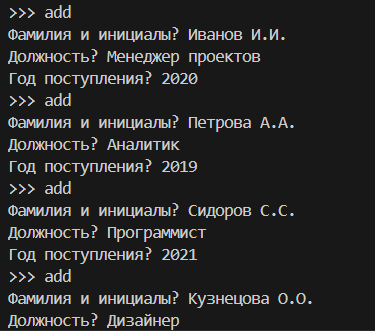 >>> add
Фамилия и инициалы? Иванов И.И.
Должность? Менеджер проектов
Год поступления? 2020
>>> add
Фамилия и инициалы? Петрова А.А.
Должность? Аналитик
Год поступления? 2019
>>> add
Фамилия и инициалы? Сидоров С.С.
Должность? Программист
Год поступления? 2021
>>> add
Фамилия и инициалы? Кузнецова О.О.
Должность? Дизайнер